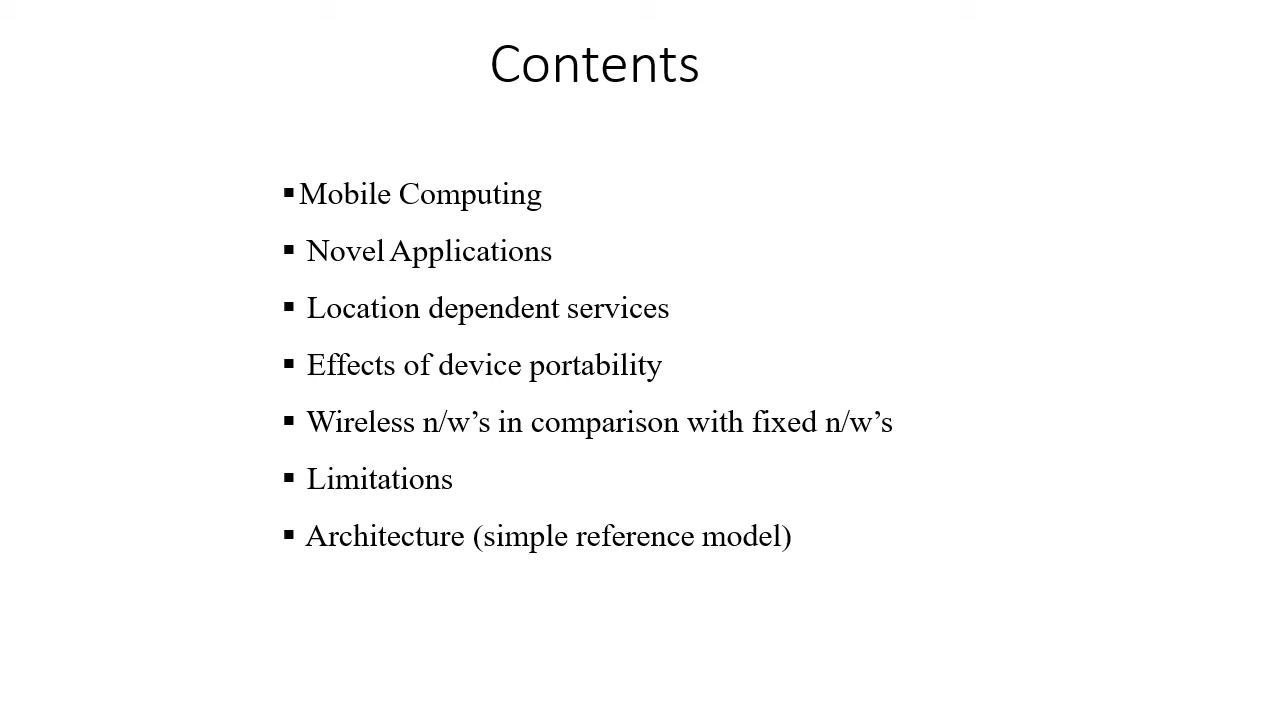 Contents
▪ Mobile Computing
▪ Novel Applications
▪ Location dependent services
▪ Effects of device portability
▪ Wireless n/w’s in comparison with fixed n/w’s
▪ Limitations
▪ Architecture (simple reference model)